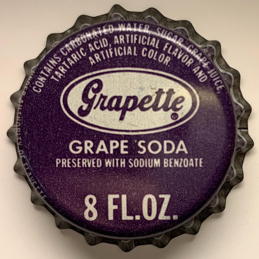 CONTAINS CARBONATED WATER, SUGAR, GRAPE JUICE,
TARTARIC ACID, ARTIFICIAL FLAVOR AND
ARTIFICIAL COLOR
Grapette
GRAPE SODA
PRESERVED WITH SODIUM BENZOATE
8 FL.OZ.